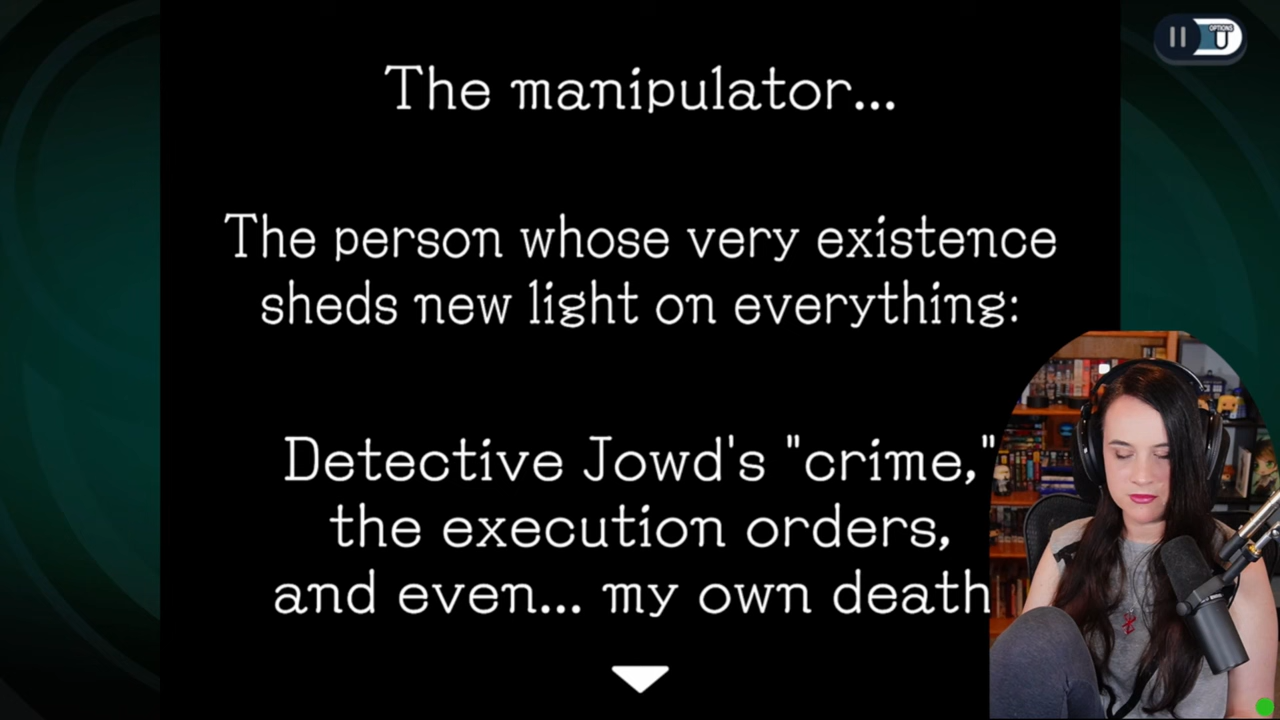 OPTIONS
The manipulator...
The person whose very existence
sheds new light on everything:
Detective Jowd's "crime,"
the execution orders,
and even... my own death